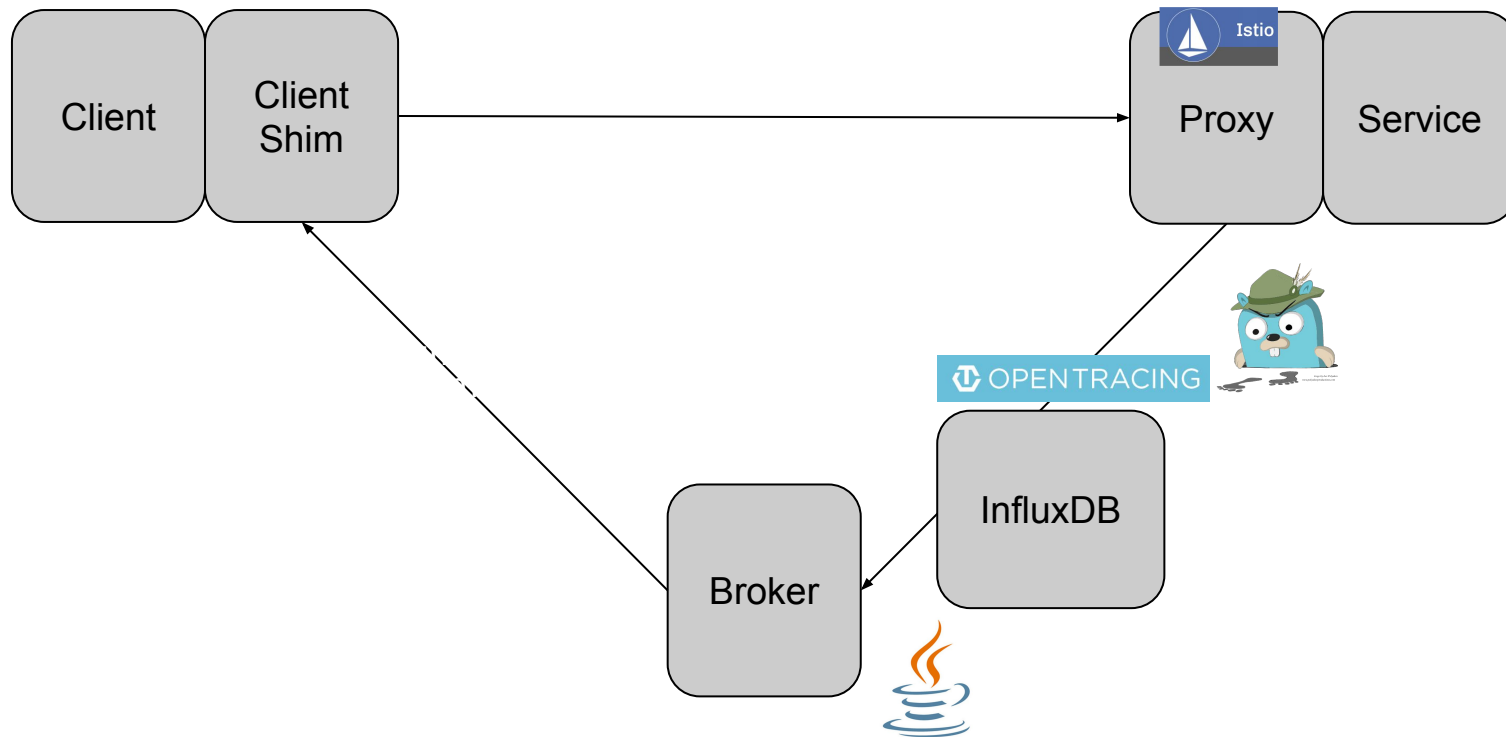 Client
Client
Shim
Istio
Proxy
Service
OPENTRACING
InfluxDB
Broker